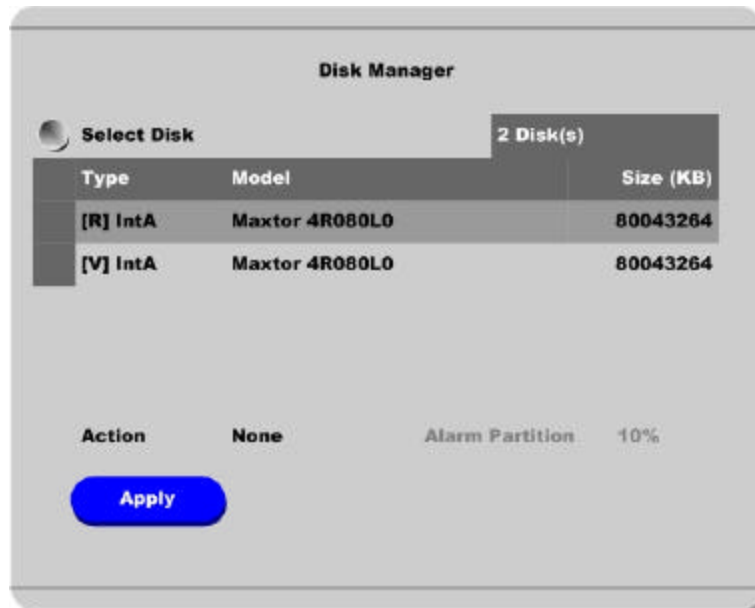 Disk Manager
Select Disk 2 Disk(s)
Type Model Size (KB)
[R] IntA Maxtor 4R080L0 80043264
[V] IntA Maxtor 4R080L0 80043264
Action None Alarm Partition 10%
Apply